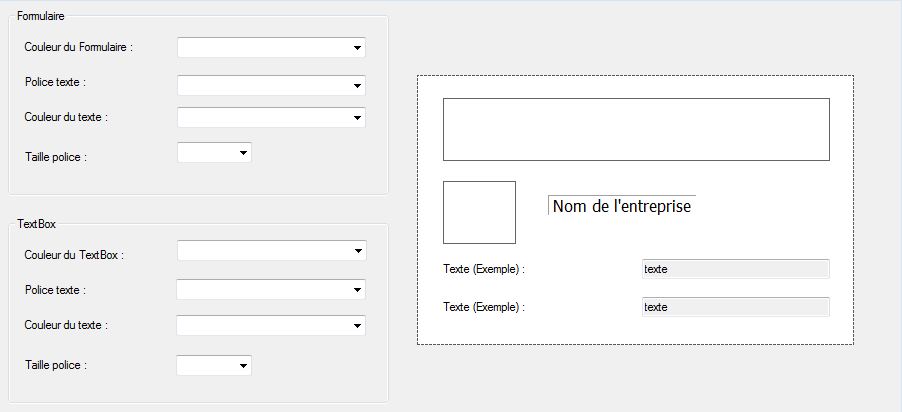 Formulaire
Couleur du Formulaire :
Police texte :
Couleur du texte :
Taille police :
TextBox
Couleur du TextBox :
Police texte :
Couleur du texte :
Taille police :
Nom de l'entreprise
Texte (Exemple) : texte
Texte (Exemple) : texte